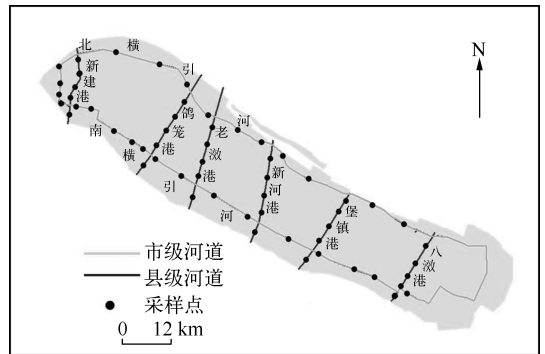 北横引河
N
新建港
鸽笼港
老滧港
新河港
堡镇港
八滧港
南横引河
市级河道
县级河道
采样点
0 12 km